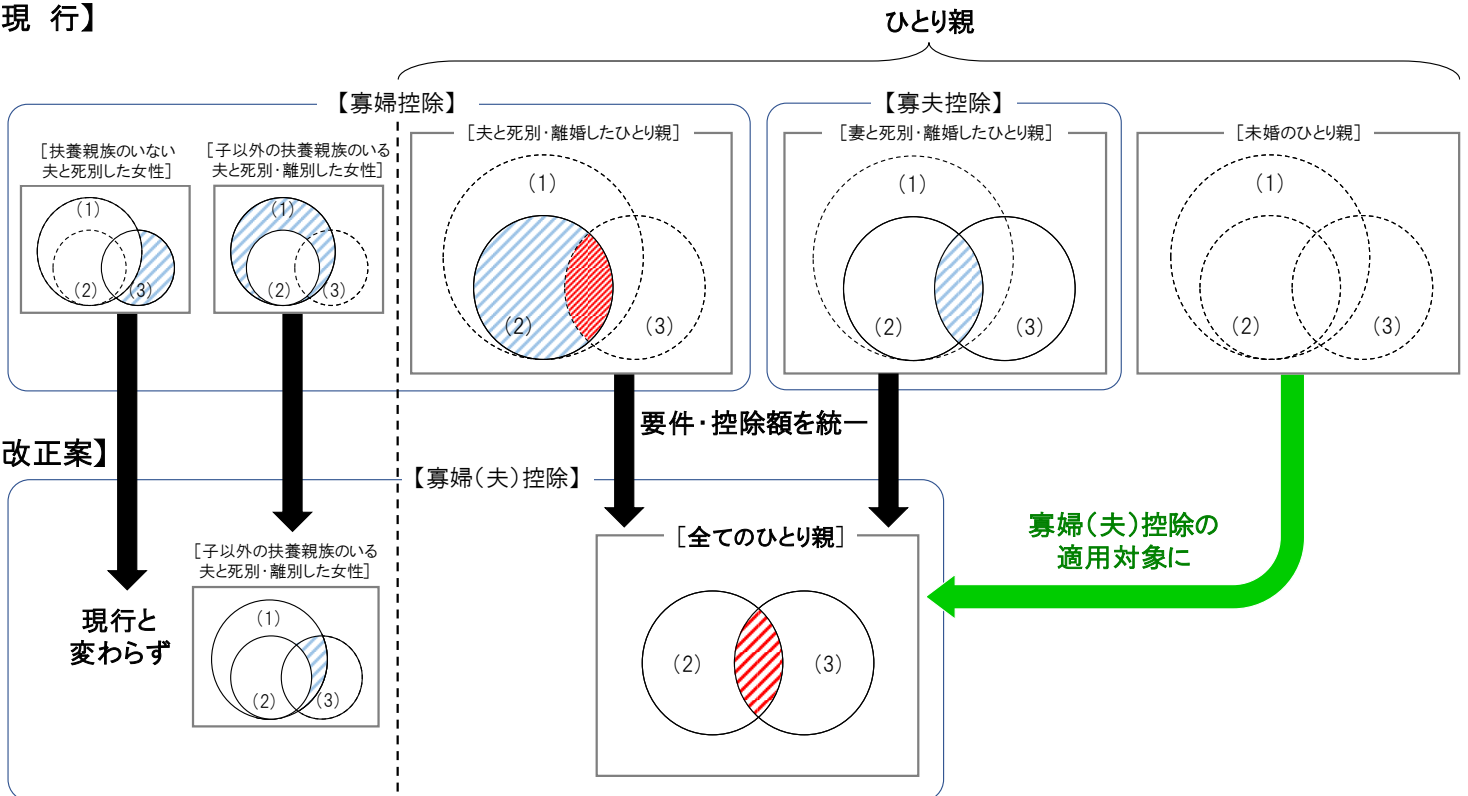 現 行】
ひとり親
【寡婦控除】
【寡夫控除】
［扶養親族のいない
夫と死別した女性］
［子以外の扶養親族のいる
夫と死別・離別した女性］
［夫と死別・離婚したひとり親］
［妻と死別・離婚したひとり親］
［未婚のひとり親］
(1)
(2)
(3)
(1)
(2)
(3)
(1)
(2)
(3)
(1)
(2)
(3)
(1)
(2)
(3)
要件・控除額を統一
改正案】
【寡婦（夫）控除】
寡婦（夫）控除の
適用対象に
［子以外の扶養親族のいる
夫と死別・離別した女性］
［全てのひとり親］
現行と
変わらず
(1)
(2)
(3)
(2)
(3)